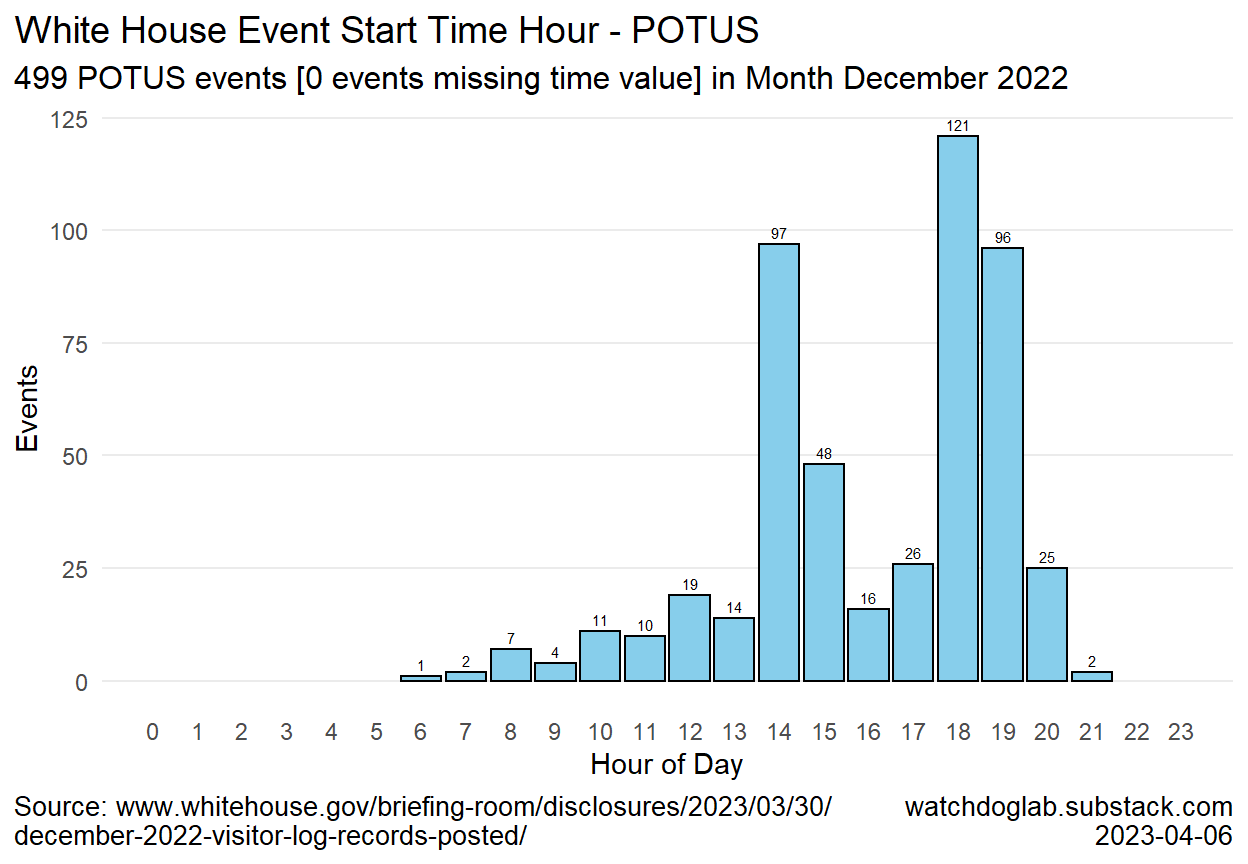 White House Event Start Time Hour - POTUS
499 POTUS events [0 events missing time value] in Month December 2022
125
100
75
50
25
0
Events
1
2
7
4
11
10
19
14
97
48
16
26
121
96
25
2
0 1 2 3 4 5 6 7 8 9 10 11 12 13 14 15 16 17 18 19 20 21 22 23
Hour of Day
Source: www.whitehouse.gov/briefing-room/disclosures/2023/03/30/
december-2022-visitor-log-records-posted/
watchdoglab.substack.com
2023-04-06